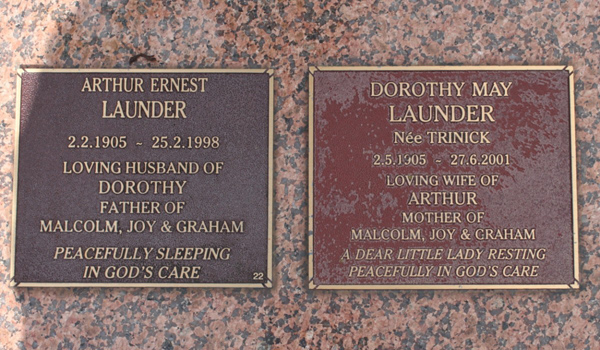 ARTHUR ERNEST
LAUNDER
2.2.1905 ~ 25.2.1998
LOVING HUSBAND OF
DOROTHY
FATHER OF
MALCOLM, JOY & GRAHAM
PEACEFULLY SLEEPING
IN GOD'S CARE
22
DOROTHY MAY
LAUNDER
Née TRINICK
2.5.1905 ~ 27.6.2001
LOVING WIFE OF
ARTHUR
MOTHER OF
MALCOLM, JOY & GRAHAM
A DEAR LITTLE LADY RESTING
PEACEFULLY IN GOD'S CARE